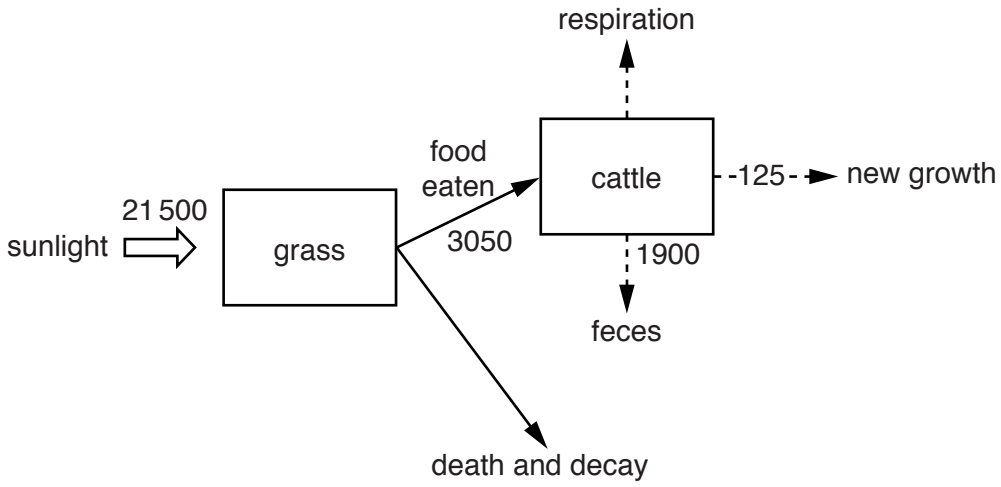 respiration
food
eaten
cattle
125
new growth
21 500
sunlight
grass
3050
1900
feces
death and decay